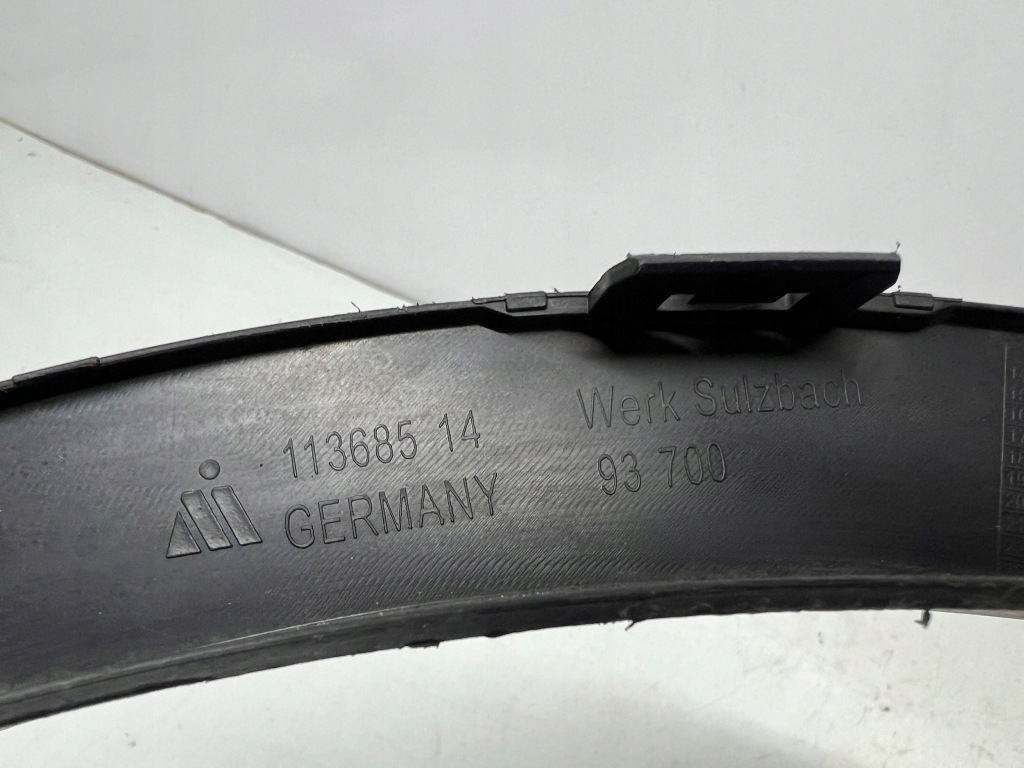 113685 14
GERMANY
Werk Sulzbach
93 700